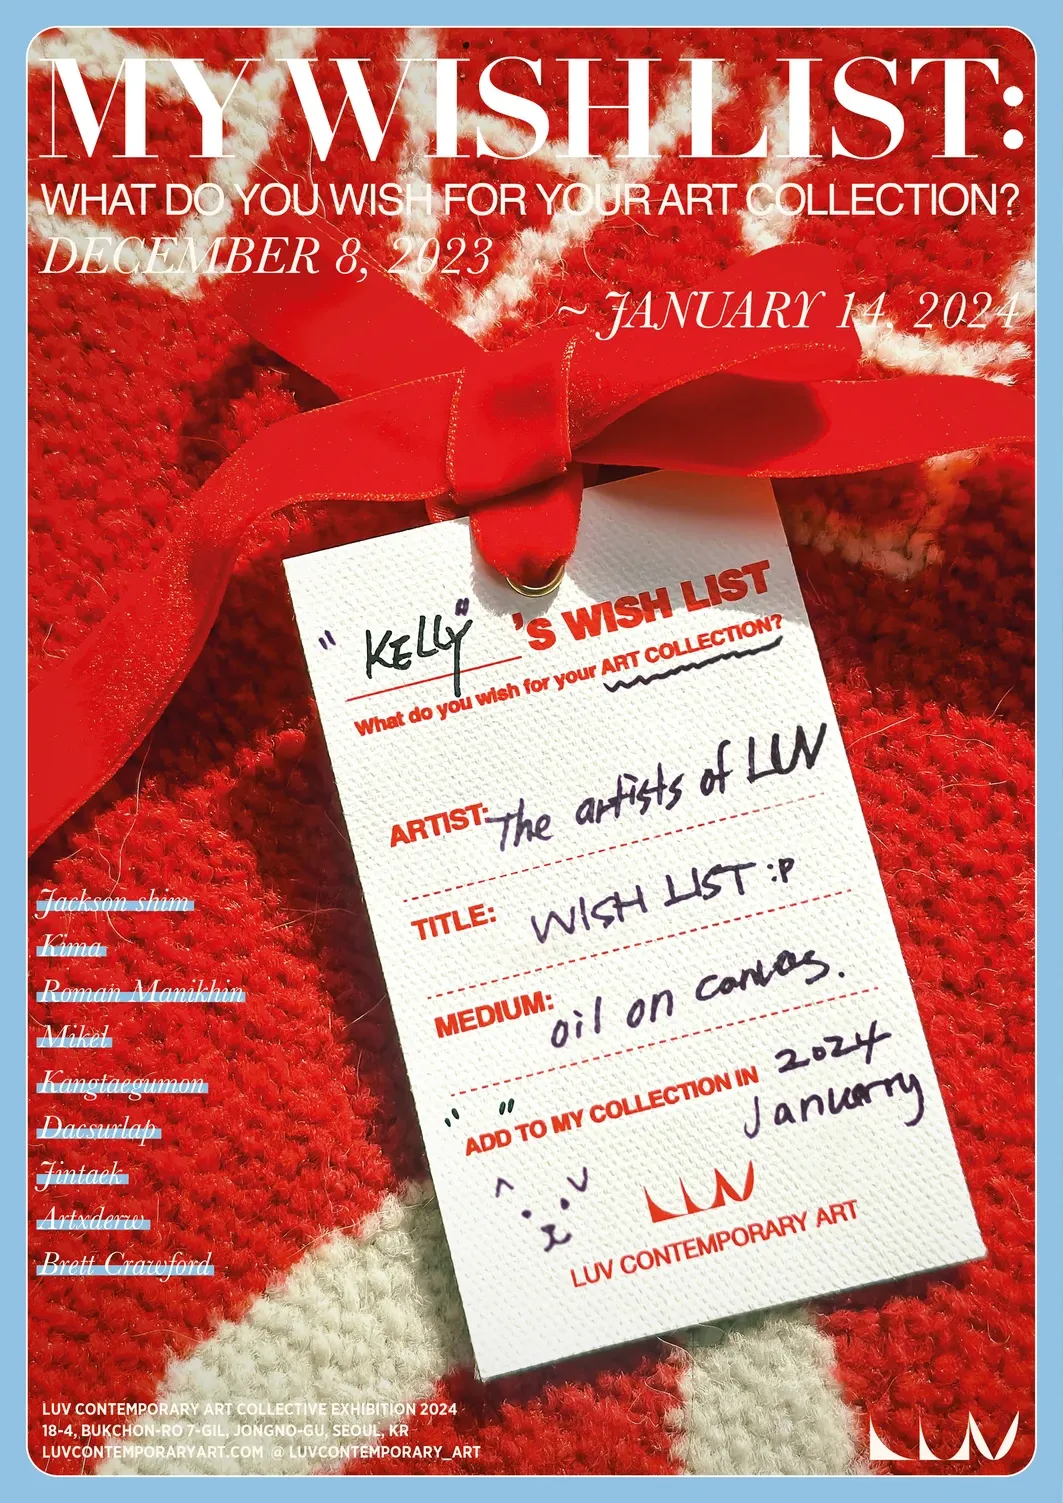 MY WISHLIST:
WHAT DO YOU WISH FOR YOUR ART COLLECTION?
DECEMBER 8, 2023
~ JANUARY 14, 2024
"KELLY"'S WISH LIST
What do you wish for your ART COLLECTION?
ARTIST: The artists of LUV
TITLE: WISH LIST :P
MEDIUM: oil on canvas.
" " ADD TO MY COLLECTION IN 2024
January
LUV
LUV CONTEMPORARY ART
Jackson shim
Kima
Roman Manikhin
Mikel
Kangtaegumon
Dacsurlap
Jintaek
Artxderw
Brett Crawford
LUV CONTEMPORARY ART COLLECTIVE EXHIBITION 2024
18-4, BUKCHON-RO 7-GIL, JONGNO-GU, SEOUL, KR
LUVCONTEMPORARYART.COM @LUVCONTEMPORARY_ART
LUV